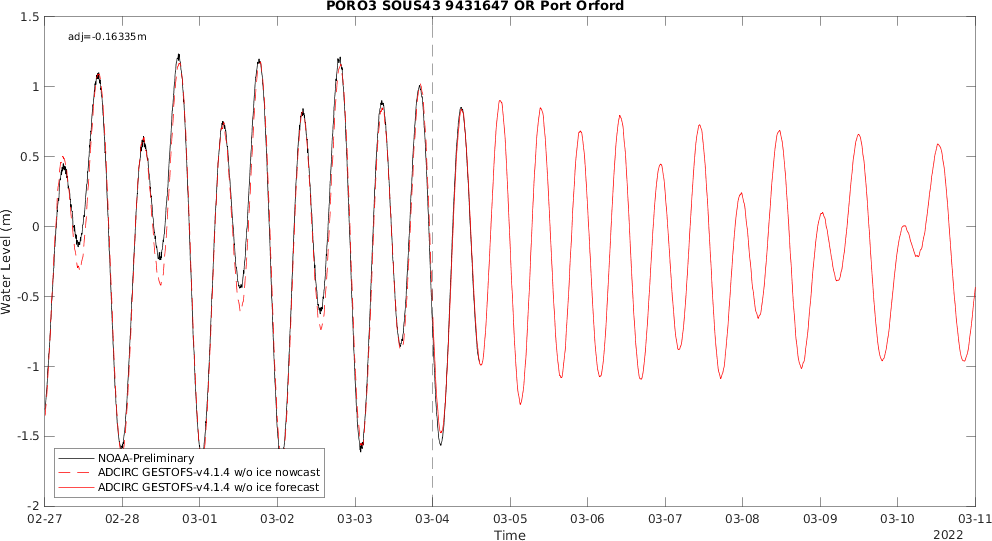 PORO3 SOUS43 9431647 OR Port Orford
adj=-0.16335m
1.5
1
0.5
0
-0.5
-1
-1.5
-2
Water Level (m)
NOAA-Preliminary
ADCIRC GESTOFS-v4.1.4 w/o ice nowcast
ADCIRC GESTOFS-v4.1.4 w/o ice forecast
02-27 02-28 03-01 03-02 03-03 03-04 03-05 03-06 03-07 03-08 03-09 03-10 03-11
Time
2022